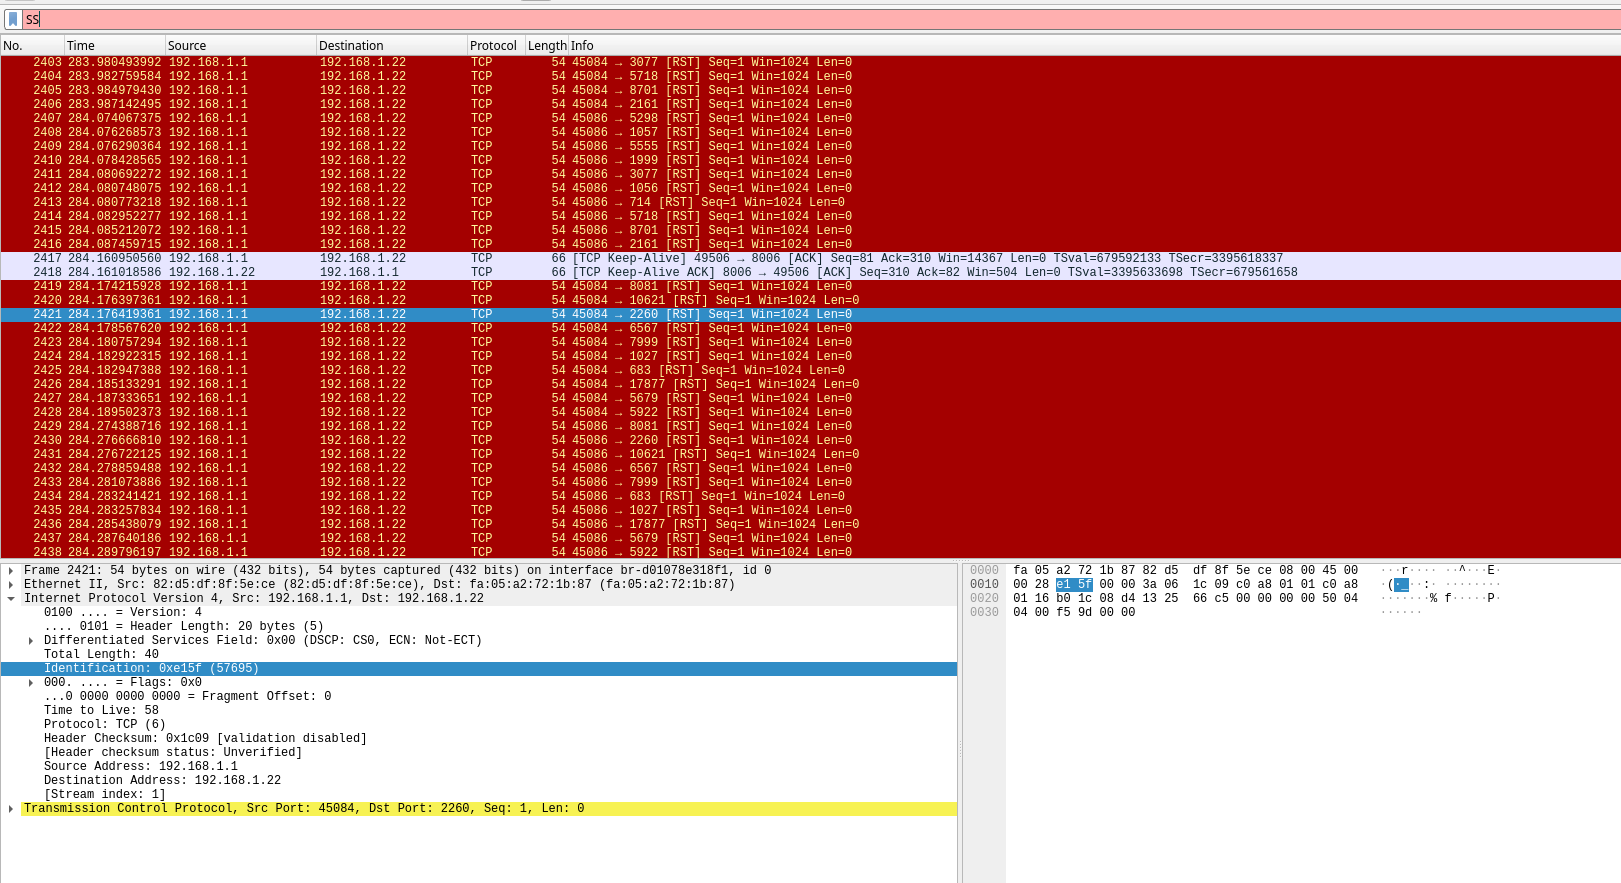 SS
No. Time Source Destination Protocol Length Info
2403 283.980493992 192.168.1.1 192.168.1.22 TCP 54 45084 → 3077 [RST] Seq=1 Win=1024 Len=0
2404 283.982759584 192.168.1.1 192.168.1.22 TCP 54 45084 → 5718 [RST] Seq=1 Win=1024 Len=0
2405 283.984979430 192.168.1.1 192.168.1.22 TCP 54 45084 → 8701 [RST] Seq=1 Win=1024 Len=0
2406 283.987142495 192.168.1.1 192.168.1.22 TCP 54 45084 → 2161 [RST] Seq=1 Win=1024 Len=0
2407 284.074067375 192.168.1.1 192.168.1.22 TCP 54 45086 → 5298 [RST] Seq=1 Win=1024 Len=0
2408 284.076268573 192.168.1.1 192.168.1.22 TCP 54 45086 → 1057 [RST] Seq=1 Win=1024 Len=0
2409 284.076290364 192.168.1.1 192.168.1.22 TCP 54 45086 → 5555 [RST] Seq=1 Win=1024 Len=0
2410 284.078428565 192.168.1.1 192.168.1.22 TCP 54 45086 → 1999 [RST] Seq=1 Win=1024 Len=0
2411 284.080692272 192.168.1.1 192.168.1.22 TCP 54 45086 → 3077 [RST] Seq=1 Win=1024 Len=0
2412 284.080748075 192.168.1.1 192.168.1.22 TCP 54 45086 → 1056 [RST] Seq=1 Win=1024 Len=0
2413 284.080773218 192.168.1.1 192.168.1.22 TCP 54 45086 → 714 [RST] Seq=1 Win=1024 Len=0
2414 284.082952277 192.168.1.1 192.168.1.22 TCP 54 45086 → 5718 [RST] Seq=1 Win=1024 Len=0
2415 284.085212072 192.168.1.1 192.168.1.22 TCP 54 45086 → 8701 [RST] Seq=1 Win=1024 Len=0
2416 284.087459715 192.168.1.1 192.168.1.22 TCP 54 45086 → 2161 [RST] Seq=1 Win=1024 Len=0
2417 284.160950560 192.168.1.1 192.168.1.22 TCP 66 [TCP Keep-Alive] 49506 → 8006 [ACK] Seq=81 Ack=310 Win=14367 Len=0 TSval=679592133 TSecr=3395618337
2418 284.161018586 192.168.1.22 192.168.1.1 TCP 66 [TCP Keep-Alive ACK] 8006 → 49506 [ACK] Seq=310 Ack=82 Win=504 Len=0 TSval=3395633698 TSecr=679561658
2419 284.174215928 192.168.1.1 192.168.1.22 TCP 54 45084 → 8081 [RST] Seq=1 Win=1024 Len=0
2420 284.176397361 192.168.1.1 192.168.1.22 TCP 54 45084 → 10621 [RST] Seq=1 Win=1024 Len=0
2421 284.176419361 192.168.1.1 192.168.1.22 TCP 54 45084 → 2260 [RST] Seq=1 Win=1024 Len=0
2422 284.178567620 192.168.1.1 192.168.1.22 TCP 54 45084 → 6567 [RST] Seq=1 Win=1024 Len=0
2423 284.180757294 192.168.1.1 192.168.1.22 TCP 54 45084 → 7999 [RST] Seq=1 Win=1024 Len=0
2424 284.182922315 192.168.1.1 192.168.1.22 TCP 54 45084 → 1027 [RST] Seq=1 Win=1024 Len=0
2425 284.182947388 192.168.1.1 192.168.1.22 TCP 54 45084 → 683 [RST] Seq=1 Win=1024 Len=0
2426 284.185133291 192.168.1.1 192.168.1.22 TCP 54 45084 → 17877 [RST] Seq=1 Win=1024 Len=0
2427 284.187333651 192.168.1.1 192.168.1.22 TCP 54 45084 → 5679 [RST] Seq=1 Win=1024 Len=0
2428 284.189502373 192.168.1.1 192.168.1.22 TCP 54 45084 → 5922 [RST] Seq=1 Win=1024 Len=0
2429 284.274388716 192.168.1.1 192.168.1.22 TCP 54 45086 → 8081 [RST] Seq=1 Win=1024 Len=0
2430 284.276666810 192.168.1.1 192.168.1.22 TCP 54 45086 → 2260 [RST] Seq=1 Win=1024 Len=0
2431 284.276722125 192.168.1.1 192.168.1.22 TCP 54 45086 → 10621 [RST] Seq=1 Win=1024 Len=0
2432 284.278859488 192.168.1.1 192.168.1.22 TCP 54 45086 → 6567 [RST] Seq=1 Win=1024 Len=0
2433 284.281073886 192.168.1.1 192.168.1.22 TCP 54 45086 → 7999 [RST] Seq=1 Win=1024 Len=0
2434 284.283241421 192.168.1.1 192.168.1.22 TCP 54 45086 → 683 [RST] Seq=1 Win=1024 Len=0
2435 284.283257834 192.168.1.1 192.168.1.22 TCP 54 45086 → 1027 [RST] Seq=1 Win=1024 Len=0
2436 284.285438079 192.168.1.1 192.168.1.22 TCP 54 45086 → 17877 [RST] Seq=1 Win=1024 Len=0
2437 284.287640186 192.168.1.1 192.168.1.22 TCP 54 45086 → 5679 [RST] Seq=1 Win=1024 Len=0
2438 284.289796197 192.168.1.1 192.168.1.22 TCP 54 45086 → 5922 [RST] Seq=1 Win=1024 Len=0
Frame 2421: 54 bytes on wire (432 bits), 54 bytes captured (432 bits) on interface br-d01078e318f1, id 0
Ethernet II, Src: 82:d5:df:8f:5e:ce (82:d5:df:8f:5e:ce), Dst: fa:05:a2:72:1b:87 (fa:05:a2:72:1b:87)
Internet Protocol Version 4, Src: 192.168.1.1, Dst: 192.168.1.22
0100 .... = Version: 4
.... 0101 = Header Length: 20 bytes (5)
Differentiated Services Field: 0x00 (DSCP: CS0, ECN: Not-ECT)
Total Length: 40
Identification: 0xe15f (57695)
000. .... = Flags: 0x0
...0 0000 0000 0000 = Fragment Offset: 0
Time to Live: 58
Protocol: TCP (6)
Header Checksum: 0x1c09 [validation disabled]
[Header checksum status: Unverified]
Source Address: 192.168.1.1
Destination Address: 192.168.1.22
[Stream index: 1]
Transmission Control Protocol, Src Port: 45084, Dst Port: 2260, Seq: 1, Len: 0
0000 fa 05 a2 72 1b 87 82 d5 df 8f 5e ce 08 00 45 00 ···r···· ··^···E·
0010 00 28 e1 5f 00 00 3a 06 1c 09 c0 a8 01 01 c0 a8 ·(·_··:· ········
0020 01 16 b0 1c 08 d4 13 25 66 c5 00 00 00 00 50 04 ·······% f·····P·
0030 04 00 f5 9d 00 00 ······